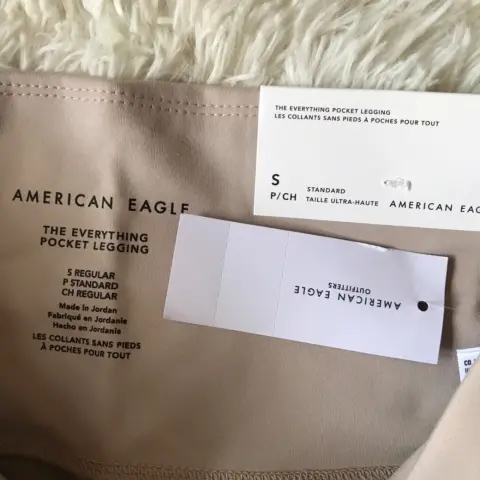 THE EVERYTHING POCKET LEGGING
LES COLLANTS SANS PIEDS À POCHES POUR TOUT
S
P/CH
STANDARD
TAILLE ULTRA-HAUTE
AMERICAN EAG
AMERICAN EAGLE
THE EVERYTHING
POCKET LEGGING
S REGULAR
P STANDARD
CH REGULAR
Made in Jordan
Fabriqué en Jordanie
Hecho en Jordania
LES COLLANTS SANS PIEDS
À POCHES POUR TOUT
AMERICAN EAGLE
OUTFITTERS